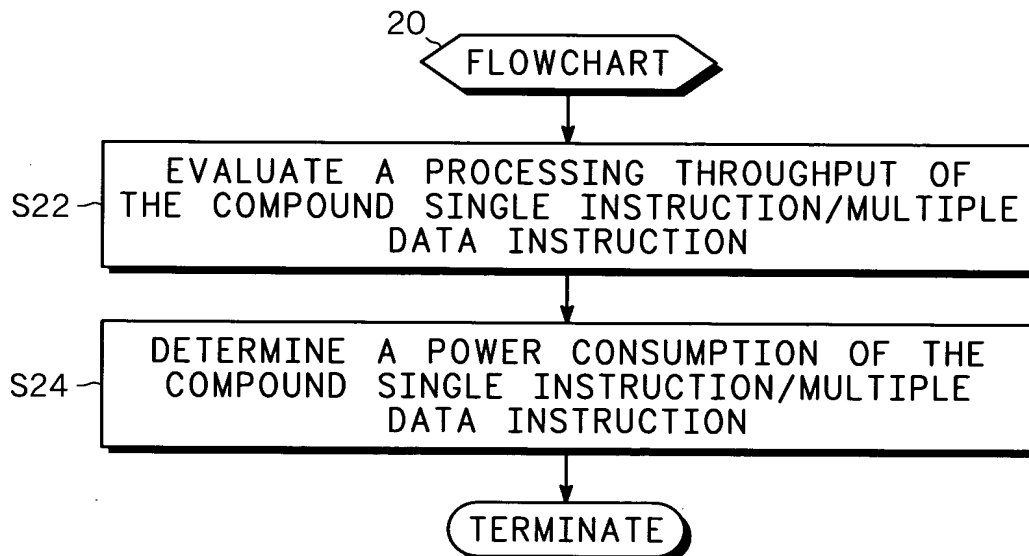 20
FLOWCHART
S22
EVALUATE A PROCESSING THROUGHPUT OF
THE COMPOUND SINGLE INSTRUCTION/MULTIPLE
DATA INSTRUCTION
S24
DETERMINE A POWER CONSUMPTION OF THE
COMPOUND SINGLE INSTRUCTION/MULTIPLE
DATA INSTRUCTION
TERMINATE